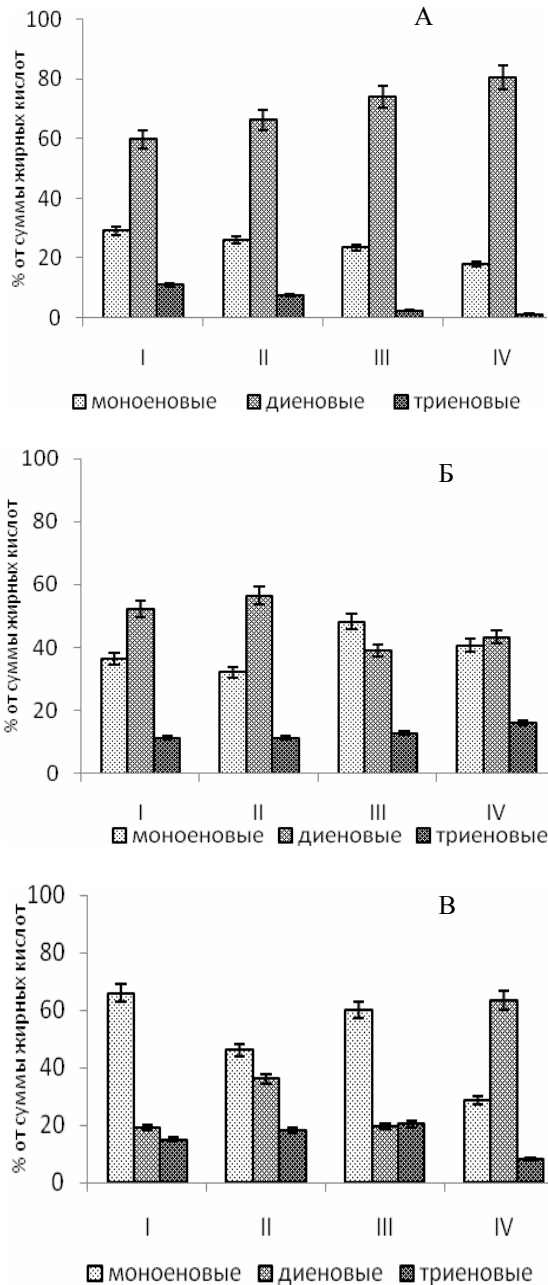 А
% от суммы жирных кислот
100
80
60
40
20
0
I II III IV
моноеновые диеновые триеновые
Б
% от суммы жирных кислот
100
80
60
40
20
0
I II III IV
моноеновые диеновые триеновые
В
% от суммы жирных кислот
100
80
60
40
20
0
I II III IV
моноеновые диеновые триеновые